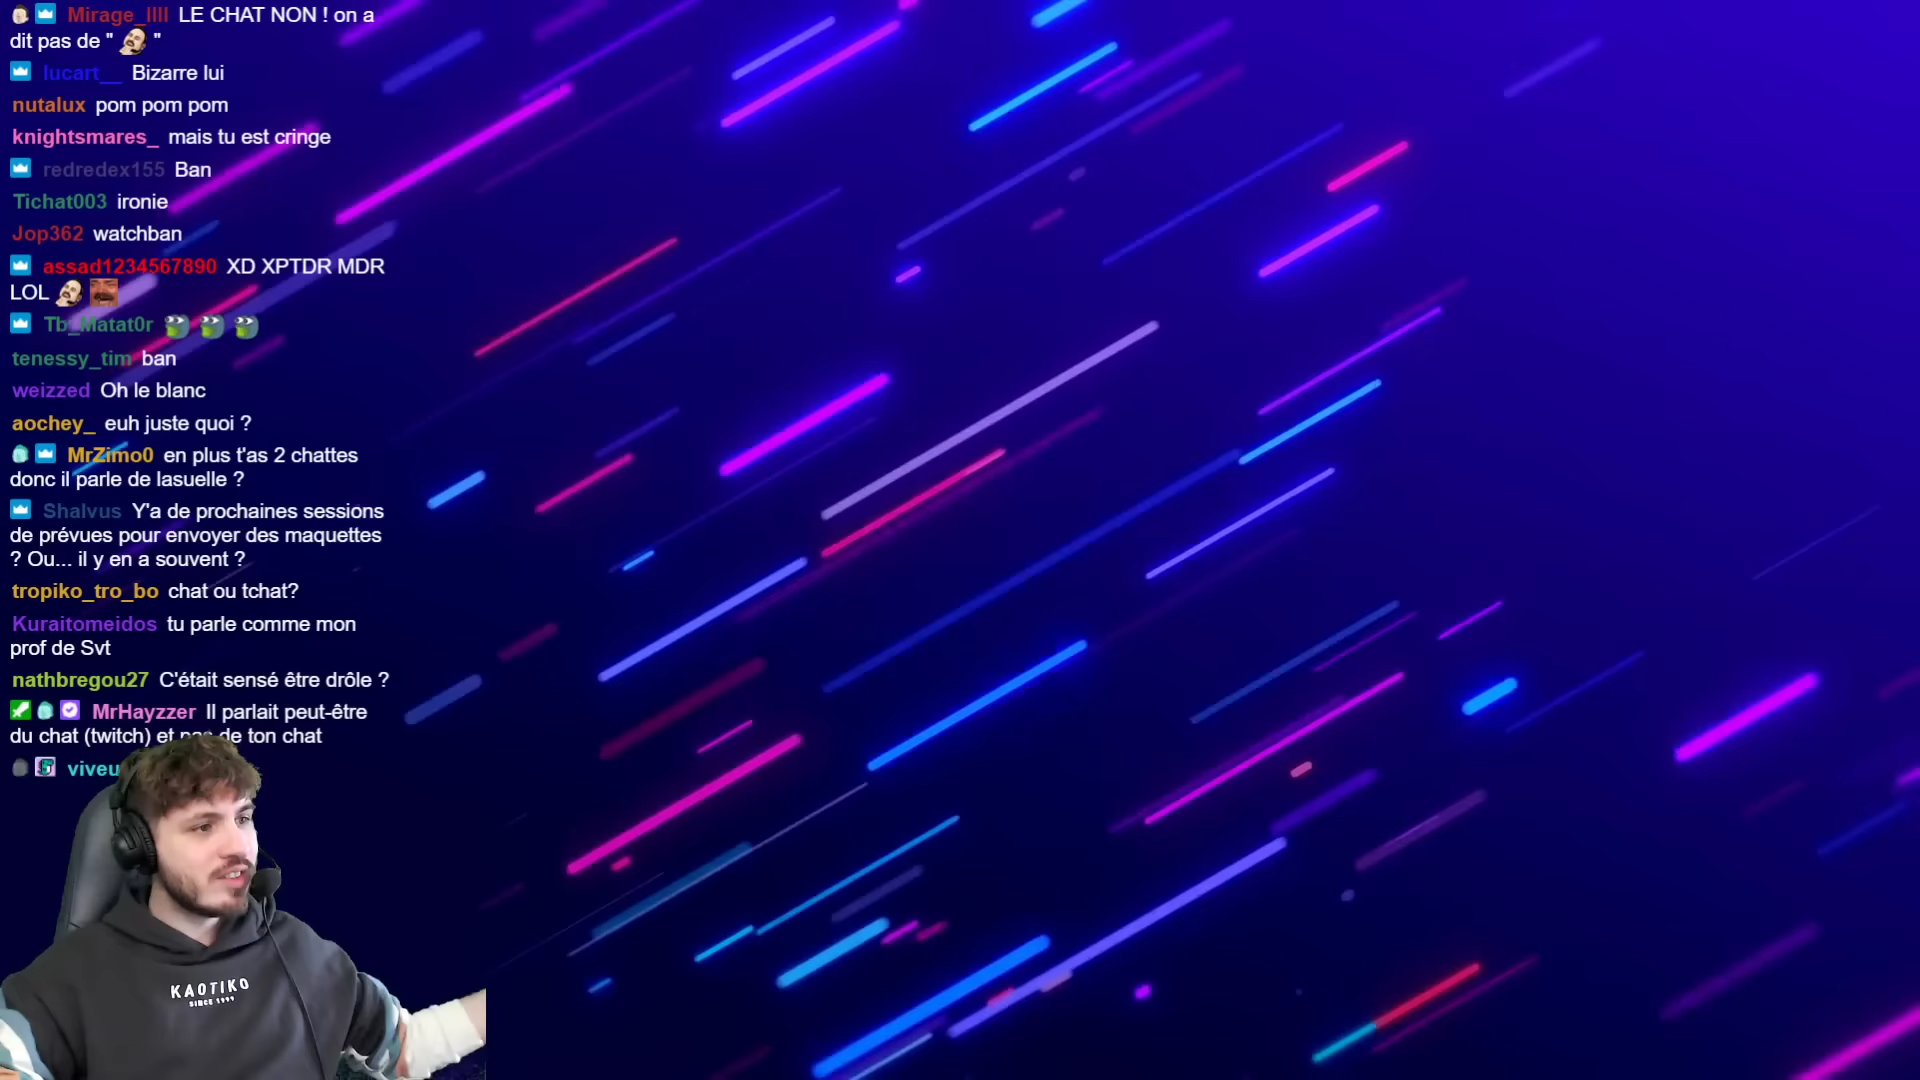 Mirage_llll LE CHAT NON ! on a
dit pas de " "
lucart__ Bizarre lui
nutalux pom pom pom
knightsmares_ mais tu est cringe
redredex155 Ban
Tichat003 ironie
Jop362 watchban
assad1234567890 XD XPTDR MDR
LOL
Tb_Matat0r
tenessy_tim ban
weizzed Oh le blanc
aochey_ euh juste quoi ?
MrZimo0 en plus t'as 2 chattes
donc il parle de lasuelle ?
Shalvus Y'a de prochaines sessions
de prévues pour envoyer des maquettes
? Ou... il y en a souvent ?
tropiko_tro_bo chat ou tchat?
Kuraitomeidos tu parle comme mon
prof de Svt
nathbregou27 C'était sensé être drôle ?
MrHayzzer Il parlait peut-être
du chat (twitch) et pas de ton chat
viveu
KAOTIKO
SINCE 1999